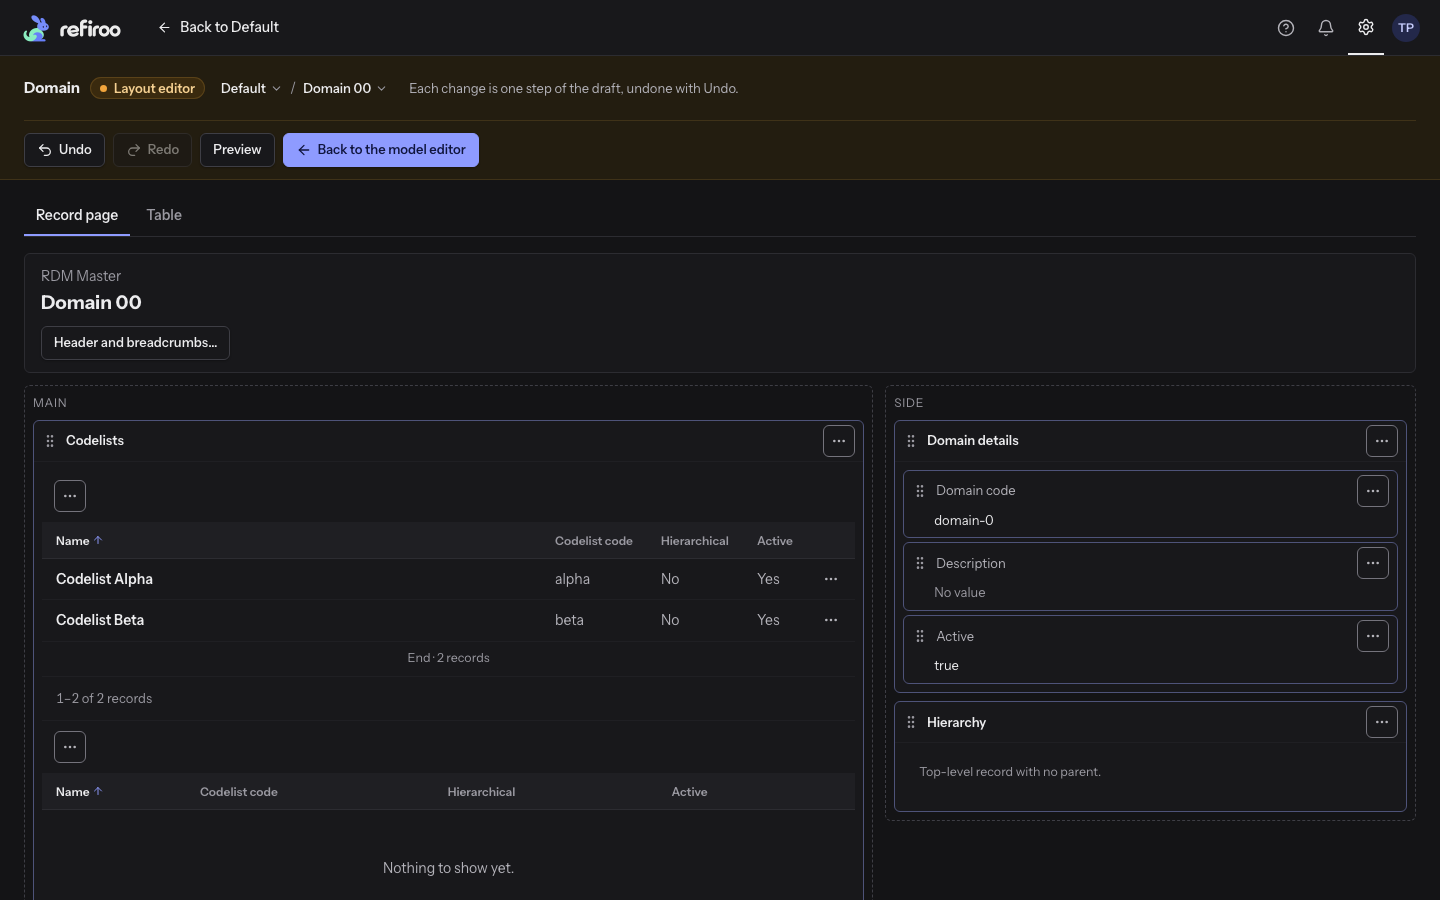 refiroo
Back to Default
TP
Domain
Layout editor
Default / Domain 00
Each change is one step of the draft, undone with Undo.
Undo
Redo
Preview
Back to the model editor
Record page
Table
RDM Master
Domain 00
Header and breadcrumbs...
MAIN
Codelists
Name Codelist code Hierarchical Active
Codelist Alpha alpha No Yes
Codelist Beta beta No Yes
End · 2 records
1–2 of 2 records
Name Codelist code Hierarchical Active
Nothing to show yet.
SIDE
Domain details
Domain code
domain-0
Description
No value
Active
true
Hierarchy
Top-level record with no parent.